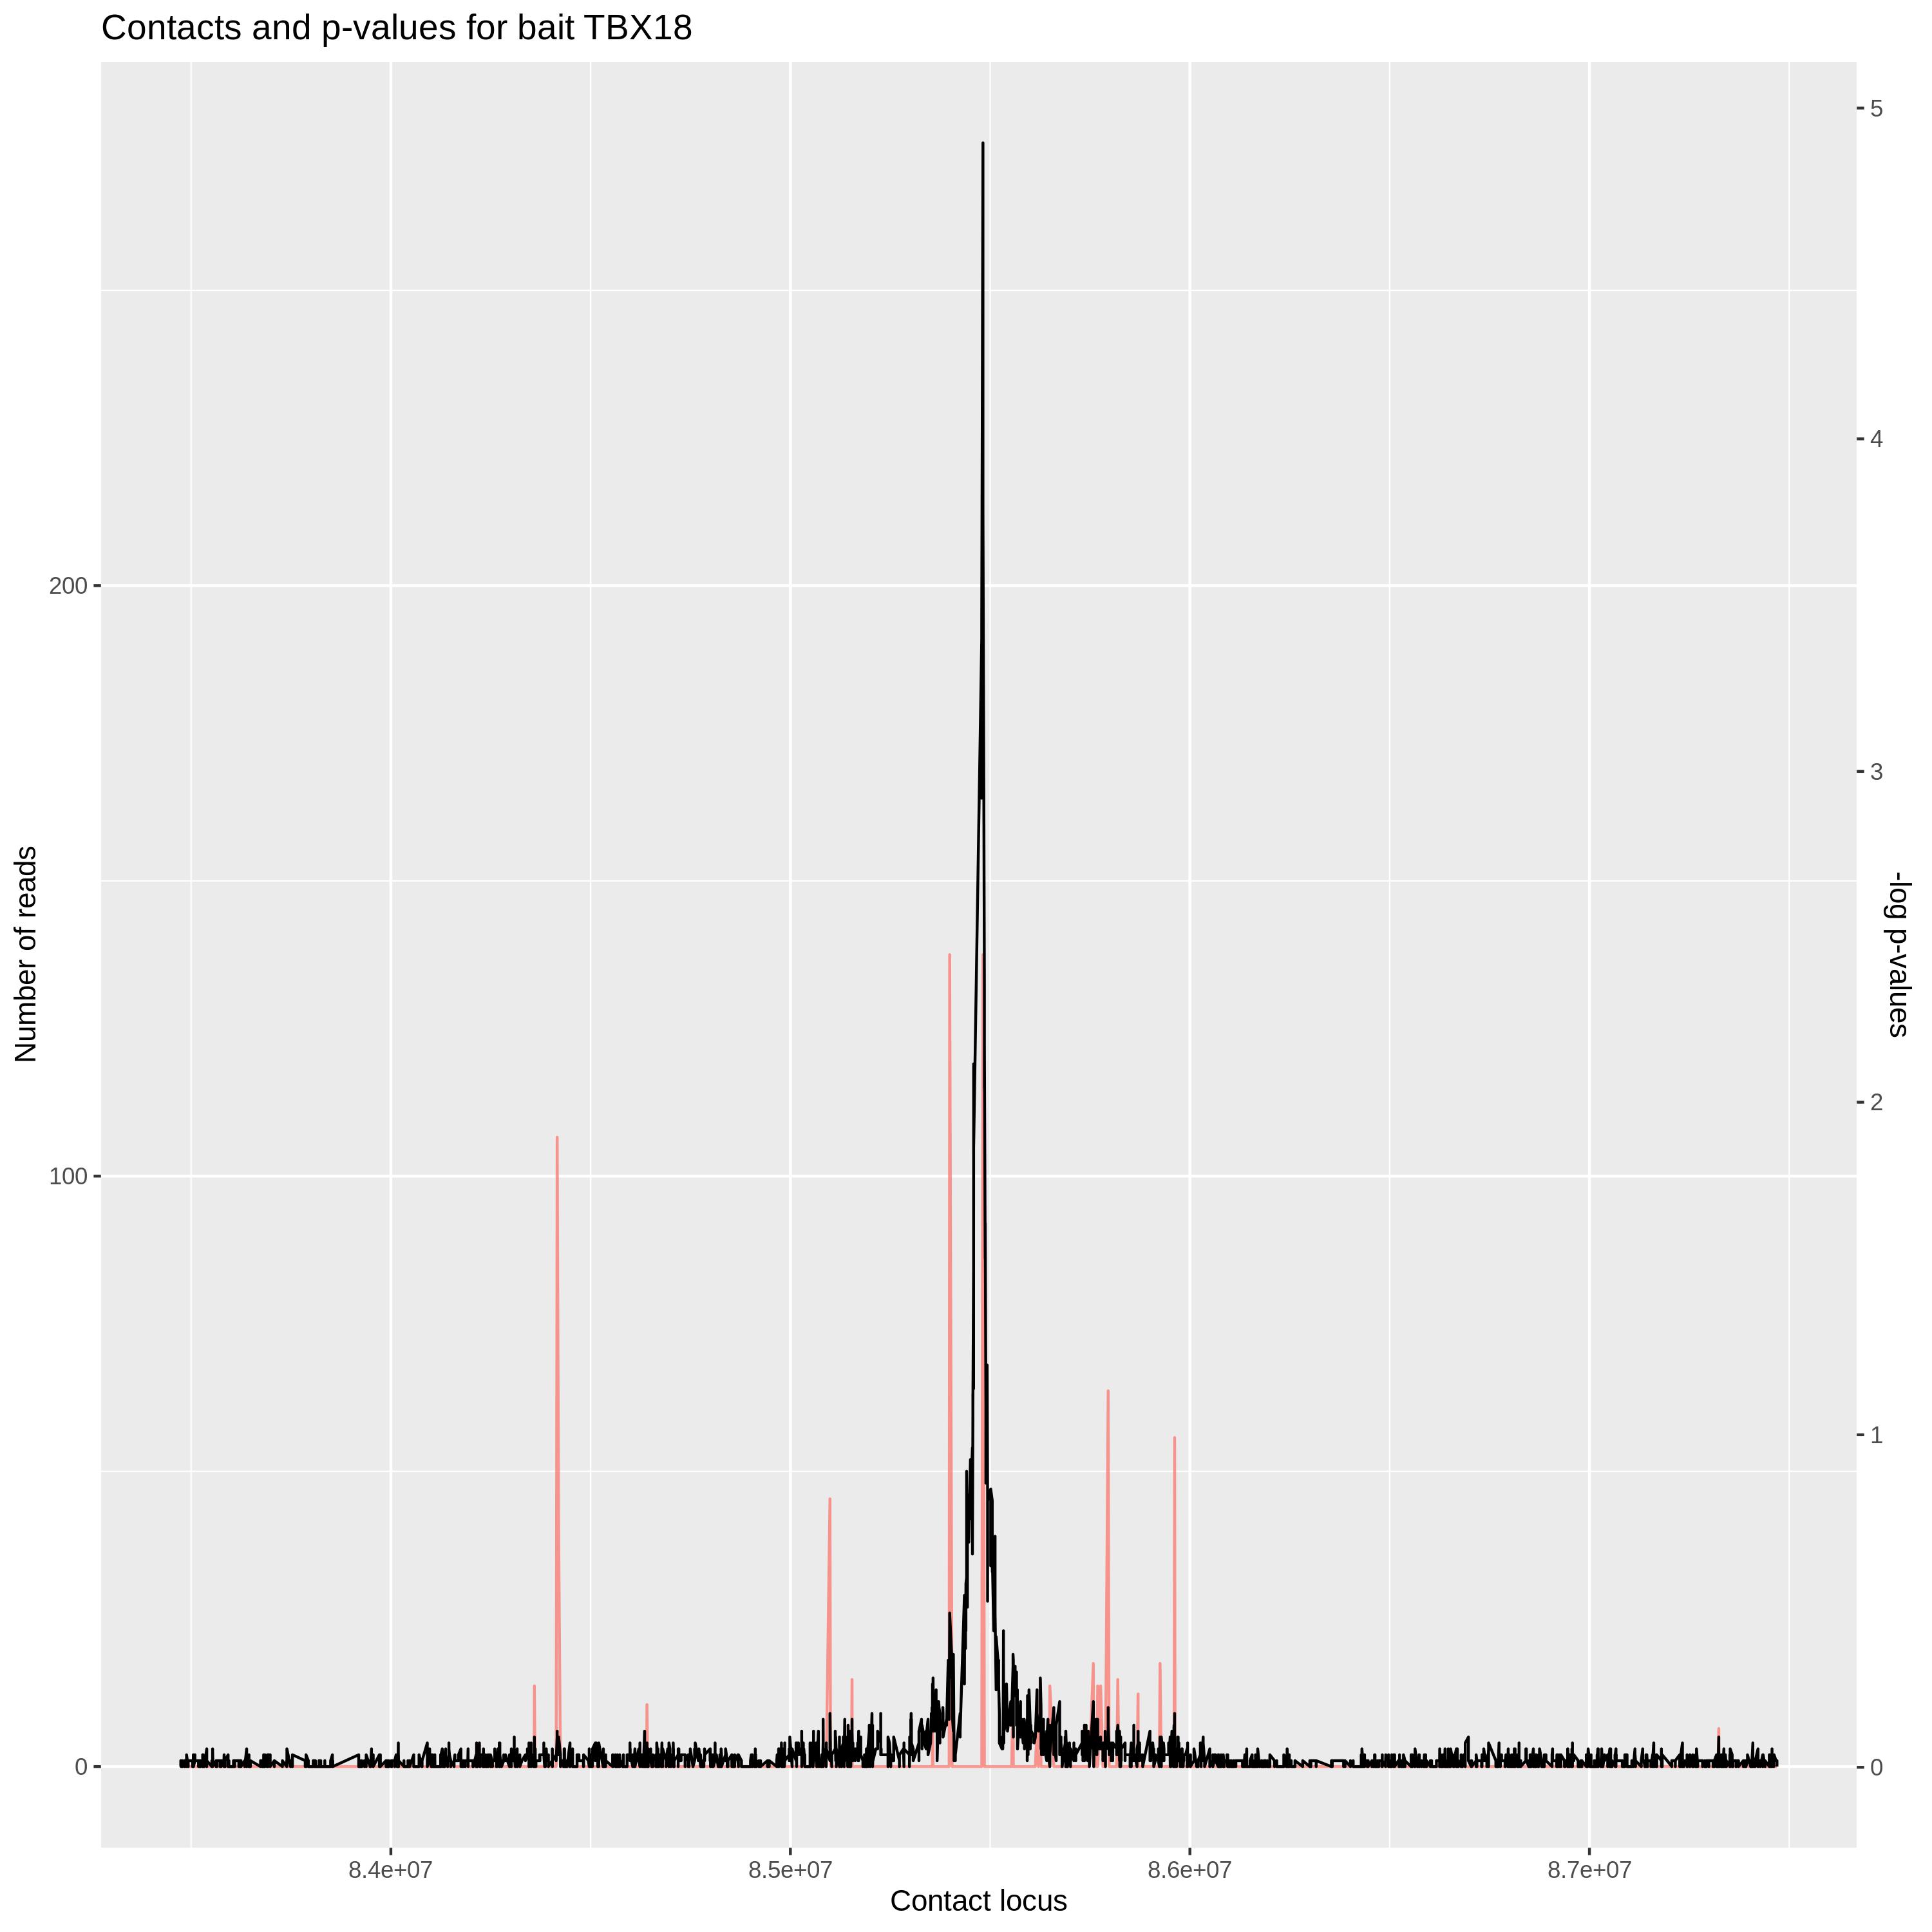 Contacts and p-values for bait TBX18
Number of reads
200
100
0
5
4
3
2
1
0
-log p-values
8.4e+07
8.5e+07
8.6e+07
8.7e+07
Contact locus